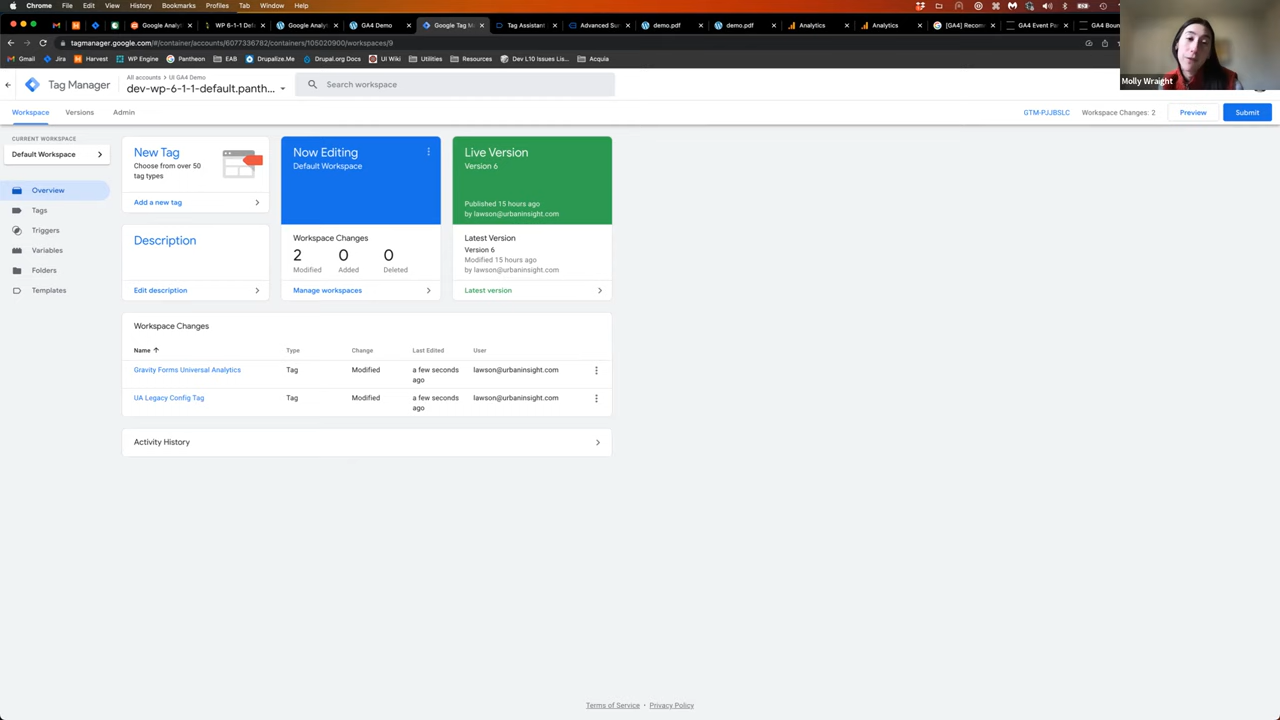 Chrome File Edit View History Bookmarks Profiles Tab Window Help
Google Analy
WP 6-1-1 Defa
Google Analyt
GA4 Demo
Google Tag M
Tag Assistant
Advanced Su
demo.pdf
demo.pdf
Analytics
Analytics
[GA4] Recom
GA4 Event Pa
GA4 Boun
tagmanager.google.com/#/container/accounts/6077336782/containers/105020900/workspaces/9
Gmail Jira Harvest WP Engine Pantheon EAB Drupalize.Me Drupal.org Docs UI Wiki Utilities Resources Dev L10 Issues Lis... Acquia
Molly Wraight
Tag Manager
All accounts > UI GA4 Demo
dev-wp-6-1-1-default.panth...
Search workspace
Workspace Versions Admin
GTM-PJJBSLC Workspace Changes: 2 Preview Submit
CURRENT WORKSPACE
Default Workspace
Overview
Tags
Triggers
Variables
Folders
Templates
New Tag
Choose from over 50
tag types
Add a new tag
Description
Edit description
Now Editing
Default Workspace
Workspace Changes
2 0 0
Modified Added Deleted
Manage workspaces
Live Version
Version 6
Published 15 hours ago
by lawson@urbaninsight.com
Latest Version
Version 6
Modified 15 hours ago
by lawson@urbaninsight.com
Latest version
Workspace Changes
Name Type Change Last Edited User
Gravity Forms Universal Analytics Tag Modified a few seconds ago lawson@urbaninsight.com
UA Legacy Config Tag Tag Modified a few seconds ago lawson@urbaninsight.com
Activity History
Terms of Service • Privacy Policy